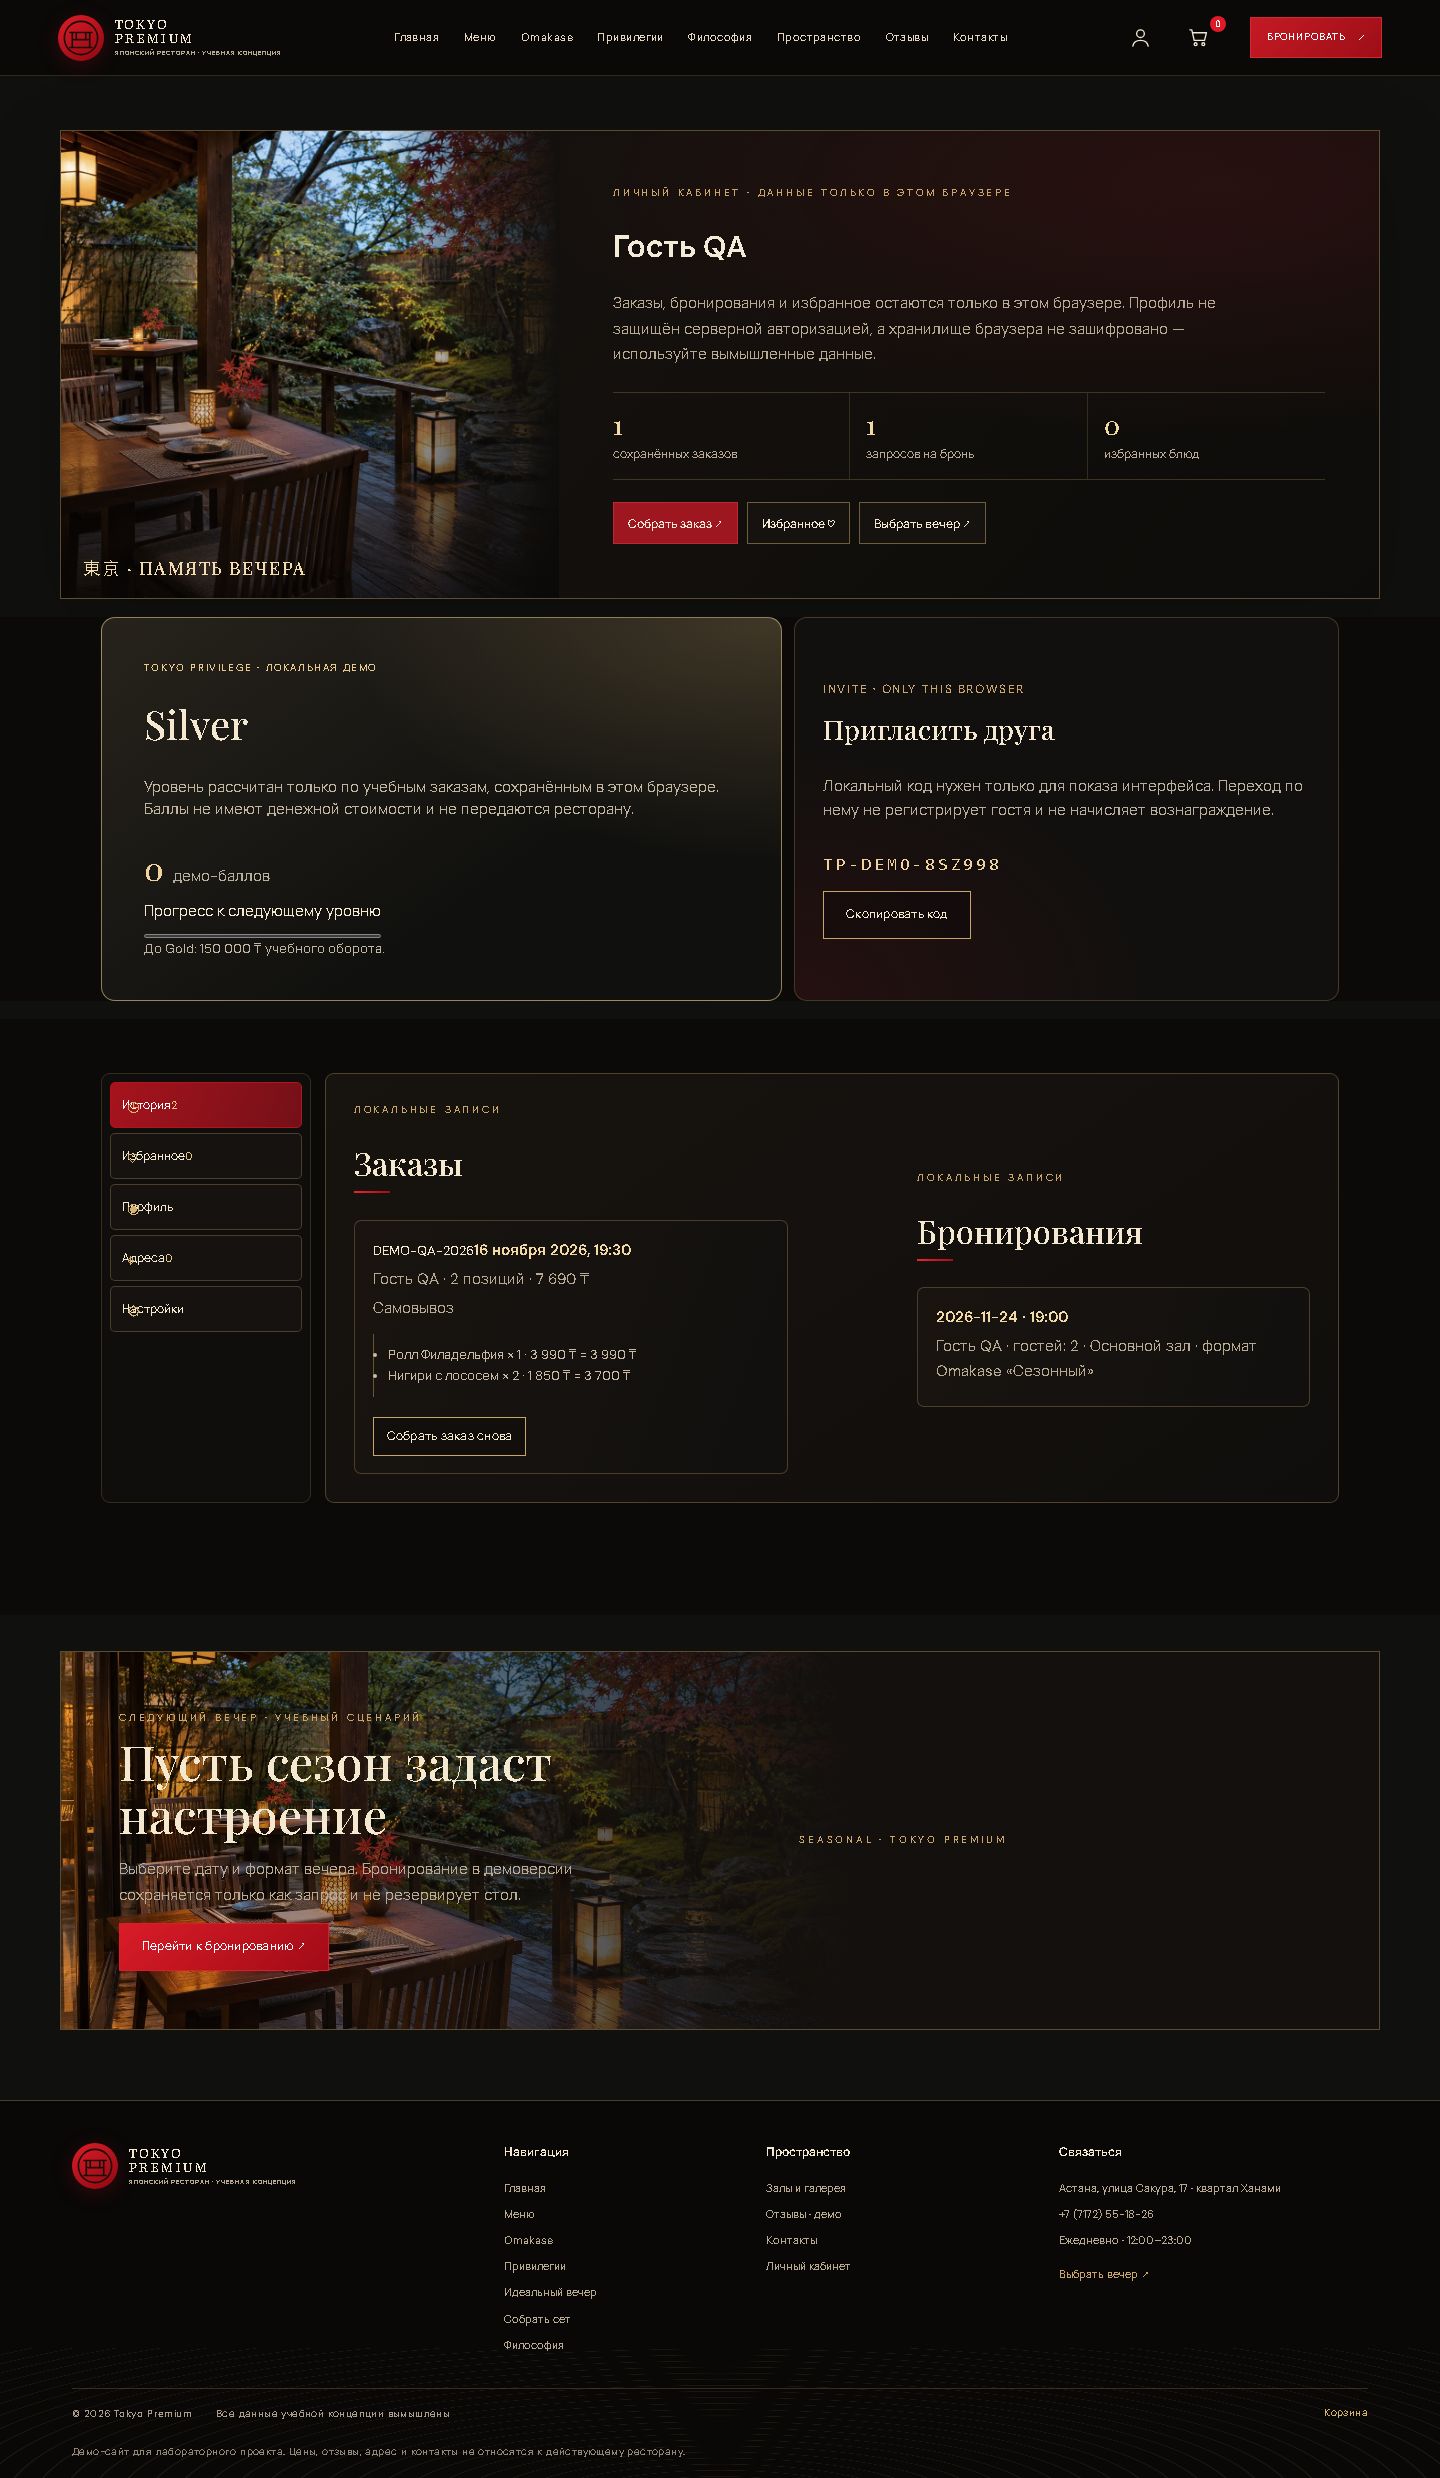 TOKYO
PREMIUM
ЯПОНСКИЙ РЕСТОРАН · УЧЕБНАЯ КОНЦЕПЦИЯ
Главная
Меню
Omakase
Привилегии
Философия
Пространство
Отзывы
Контакты
0
БРОНИРОВАТЬ ↗
ЛИЧНЫЙ КАБИНЕТ · ДАННЫЕ ТОЛЬКО В ЭТОМ БРАУЗЕРЕ
Гость QA
Заказы, бронирования и избранное остаются только в этом браузере. Профиль не
защищён серверной авторизацией, а хранилище браузера не зашифровано —
используйте вымышленные данные.
1
сохранённых заказов
1
запросов на бронь
0
избранных блюд
Собрать заказ ↗
Избранное ♡
Выбрать вечер ↗
東京 · ПАМЯТЬ ВЕЧЕРА
TOKYO PRIVILEGE · ЛОКАЛЬНАЯ ДЕМО
Silver
Уровень рассчитан только по учебным заказам, сохранённым в этом браузере.
Баллы не имеют денежной стоимости и не передаются ресторану.
0 демо-баллов
Прогресс к следующему уровню
До Gold: 150 000 ₸ учебного оборота.
INVITE · ONLY THIS BROWSER
Пригласить друга
Локальный код нужен только для показа интерфейса. Переход по
нему не регистрирует гостя и не начисляет вознаграждение.
TP-DEMO-8SZ998
Скопировать код
История2
Избранное0
Профиль
Адреса0
Настройки
ЛОКАЛЬНЫЕ ЗАПИСИ
Заказы
DEMO-QA-202616 ноября 2026, 19:30
Гость QA · 2 позиций · 7 690 ₸
Самовывоз
• Ролл Филадельфия × 1 · 3 990 ₸ = 3 990 ₸
• Нигири с лососем × 2 · 1 850 ₸ = 3 700 ₸
Собрать заказ снова
ЛОКАЛЬНЫЕ ЗАПИСИ
Бронирования
2026-11-24 · 19:00
Гость QA · гостей: 2 · Основной зал · формат
Omakase «Сезонный»
СЛЕДУЮЩИЙ ВЕЧЕР · УЧЕБНЫЙ СЦЕНАРИЙ
Пусть сезон задаст
настроение
Выберите дату и формат вечера. Бронирование в демоверсии
сохраняется только как запрос и не резервирует стол.
Перейти к бронированию ↗
SEASONAL · TOKYO PREMIUM
TOKYO
PREMIUM
ЯПОНСКИЙ РЕСТОРАН · УЧЕБНАЯ КОНЦЕПЦИЯ
Навигация
Главная
Меню
Omakase
Привилегии
Идеальный вечер
Собрать сет
Философия
Пространство
Залы и галерея
Отзывы · демо
Контакты
Личный кабинет
Связаться
Астана, улица Сакура, 17 · квартал Ханами
+7 (7172) 55-18-26
Ежедневно · 12:00–23:00
Выбрать вечер ↗
© 2026 Tokyo Premium
Все данные учебной концепции вымышлены
Корзина
Демо-сайт для лабораторного проекта. Цены, отзывы, адрес и контакты не относятся к действующему ресторану.